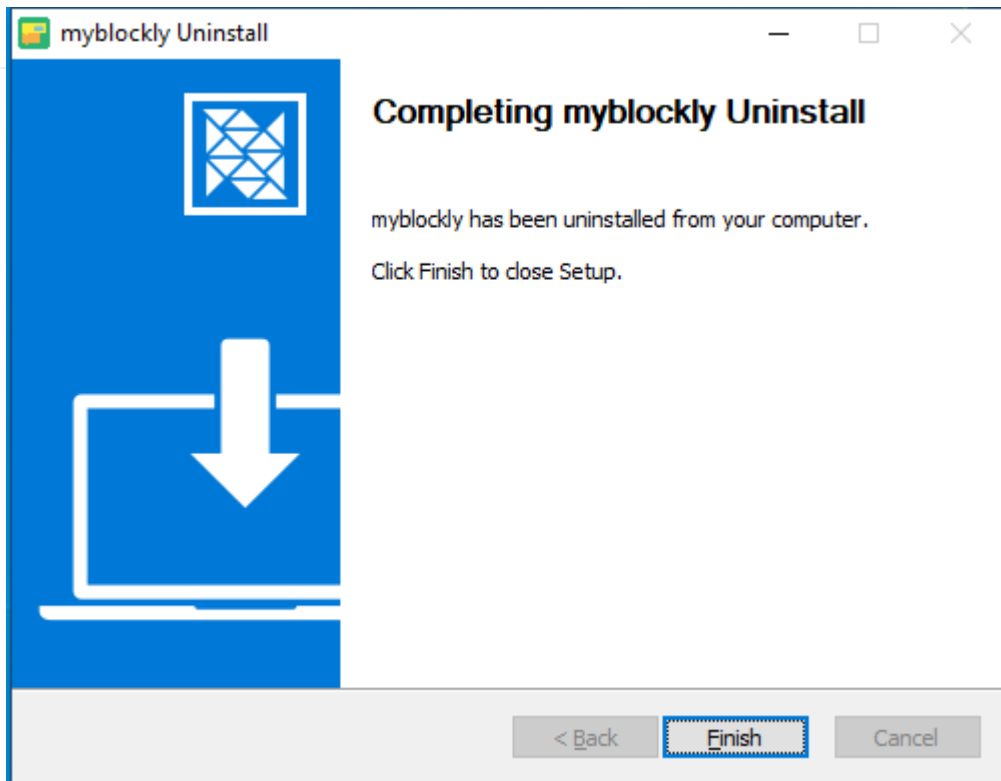 myblockly Uninstall
Completing myblockly Uninstall
myblockly has been uninstalled from your computer.
Click Finish to close Setup.
< Back
Finish
Cancel